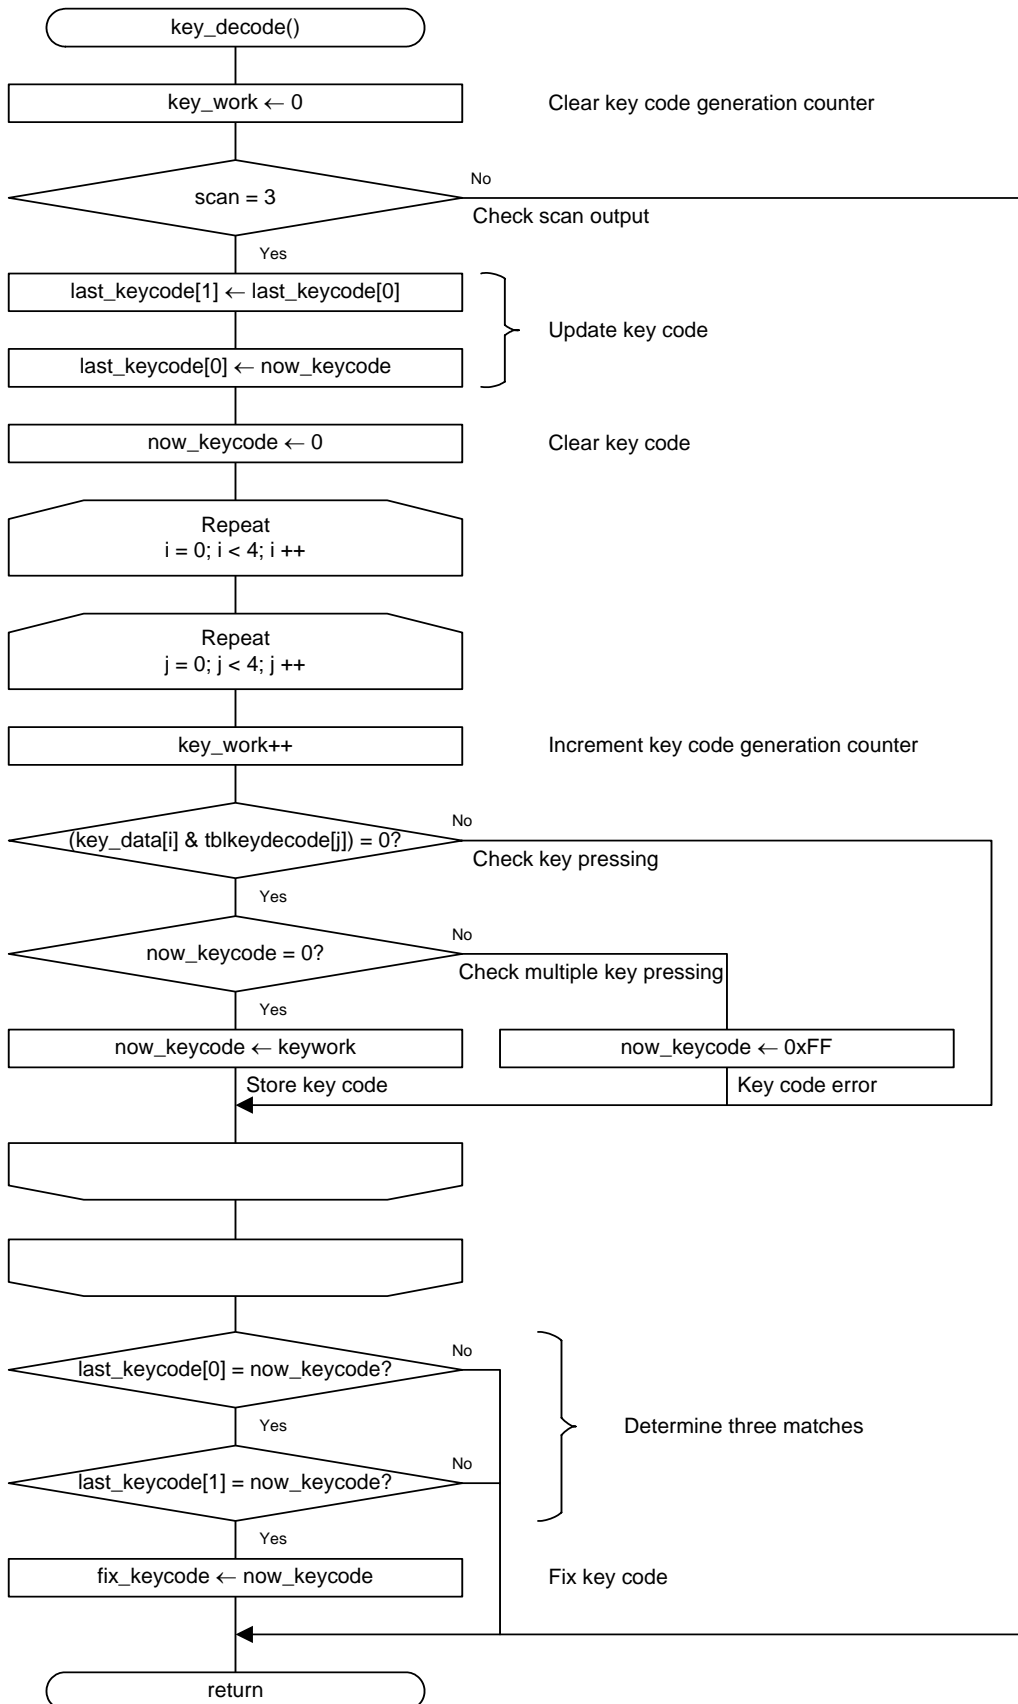 key_decode()
key_work ← 0
Clear key code generation counter
No
scan = 3
Check scan output
Yes
last_keycode[1] ← last_keycode[0]
Update key code
last_keycode[0] ← now_keycode
now_keycode ← 0
Clear key code
Repeat
i = 0; i < 4; i ++
Repeat
j = 0; j < 4; j ++
key_work++
Increment key code generation counter
No
(key_data[i] & tblkeydecode[j]) = 0?
Check key pressing
Yes
No
now_keycode = 0?
Check multiple key pressing
Yes
now_keycode ← keywork
now_keycode ← 0xFF
Store key code
Key code error
No
last_keycode[0] = now_keycode?
Yes
Determine three matches
No
last_keycode[1] = now_keycode?
Yes
fix_keycode ← now_keycode
Fix key code
return